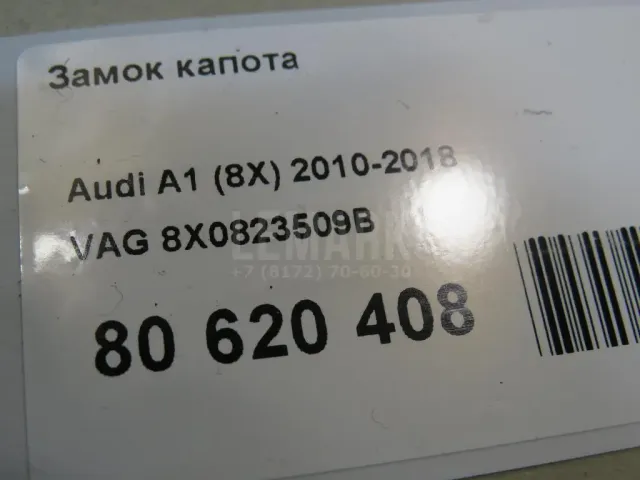 Замок капота
Audi A1 (8X) 2010-2018
VAG 8X0823509B
+7 (8172) 70-60-30
80 620 408